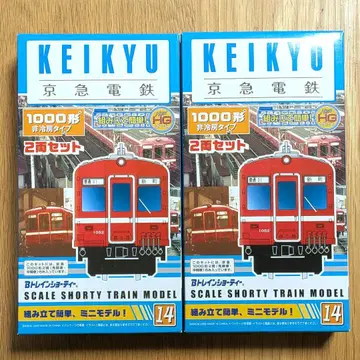 KEIKYU
京急電鉄
1000形
非冷房タイプ
2両セット
組み立て簡単
HG
Bトレインショーティー
SCALE SHORTY TRAIN MODEL
組み立て簡単、ミニモデル!
14
KEIKYU
京急電鉄
1000形
非冷房タイプ
2両セット
組み立て簡単
HG
Bトレインショーティー
SCALE SHORTY TRAIN MODEL
組み立て簡単、ミニモデル!
14